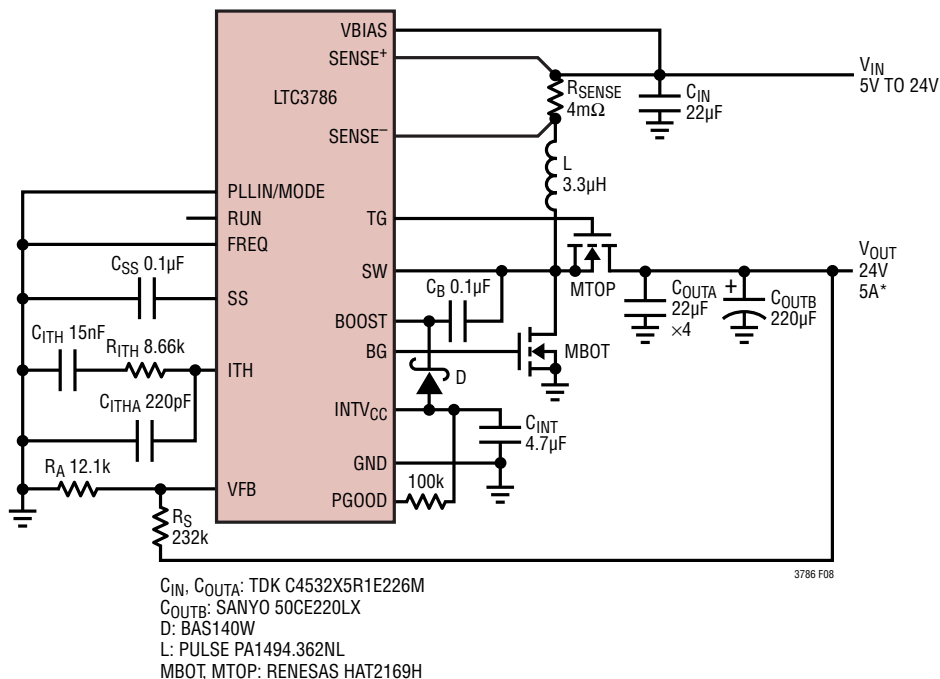 VBIAS
SENSE+
LTC3786
SENSE–
PLLIN/MODE
RUN
FREQ
SS
ITH
VFB
TG
SW
BOOST
BG
INTVCC
GND
PGOOD
VIN
5V TO 24V
RSENSE
4mΩ
CIN
22µF
L
3.3µH
MTOP
VOUT
24V
5A*
COUTA
22µF
×4
+
COUTB
220µF
CB 0.1µF
MBOT
D
CINT
4.7µF
100k
CSS 0.1µF
CITH 15nF
RITH 8.66k
CITHA 220pF
RA 12.1k
RS
232k
3786 F08
CIN, COUTA: TDK C4532X5R1E226M
COUTB: SANYO 50CE220LX
D: BAS140W
L: PULSE PA1494.362NL
MBOT, MTOP: RENESAS HAT2169H